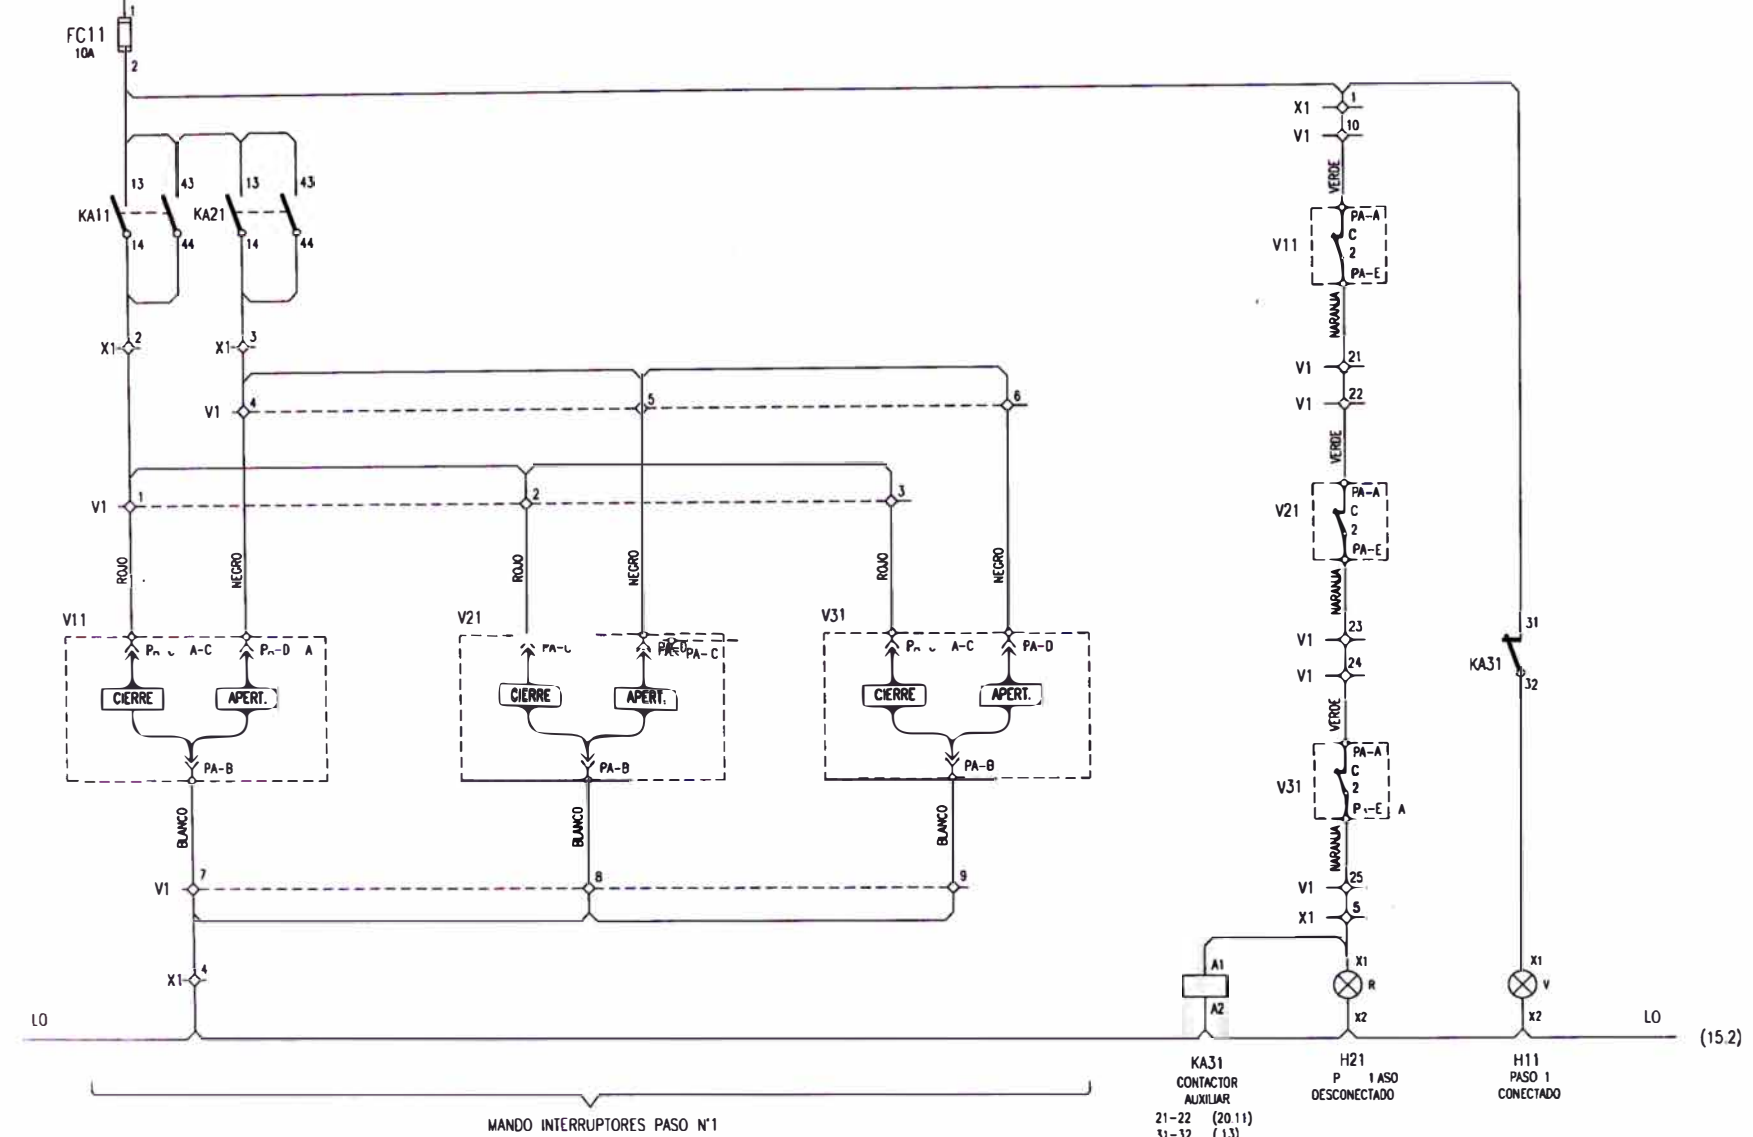 1
FC11
10A
2
X1 1
V1 10
VERDE
13 43 13 43
KA11 KA21
14 44 14 44
PA-A
V11 C
2
PA-E
NARANJA
X1 2 X1 3
V1 21
V1 4 5 6
V1 22
VERDE
V1 1 2 3
PA-A
V21 C
2
PA-E
ROJO NEGRO ROJO NEGRO ROJO NEGRO
NARANJA
V11 V21 V31
V1 23
31
A-C A PA-C A-C PA-D
V1 24
KA31
32
CIERRE APERT. CIERRE APERT. CIERRE APERT.
VERDE
PA-B PA-B PA-B
PA-A
V31 C
2
A
BLANCO BLANCO BLANCO
NARANJA
V1 7 8 9
V1 25
X1 5
X1 4
A1 X1 X1
R V
A2 X2 X2
LO LO
(15.2)
KA31 H21 H11
CONTACTOR P 1 ASO PASO 1
AUXILIAR DESCONECTADO CONECTADO
21-22 (20.11)
31-32 (.13)
MANDO INTERRUPTORES PASO N°1